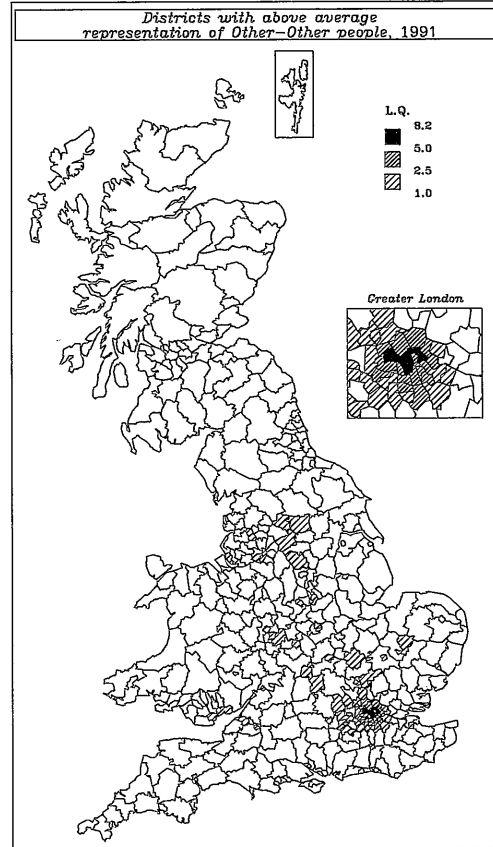 Districts with above average
representation of Other-Other people, 1991
L.Q.
8.2
5.0
2.5
1.0
Greater London